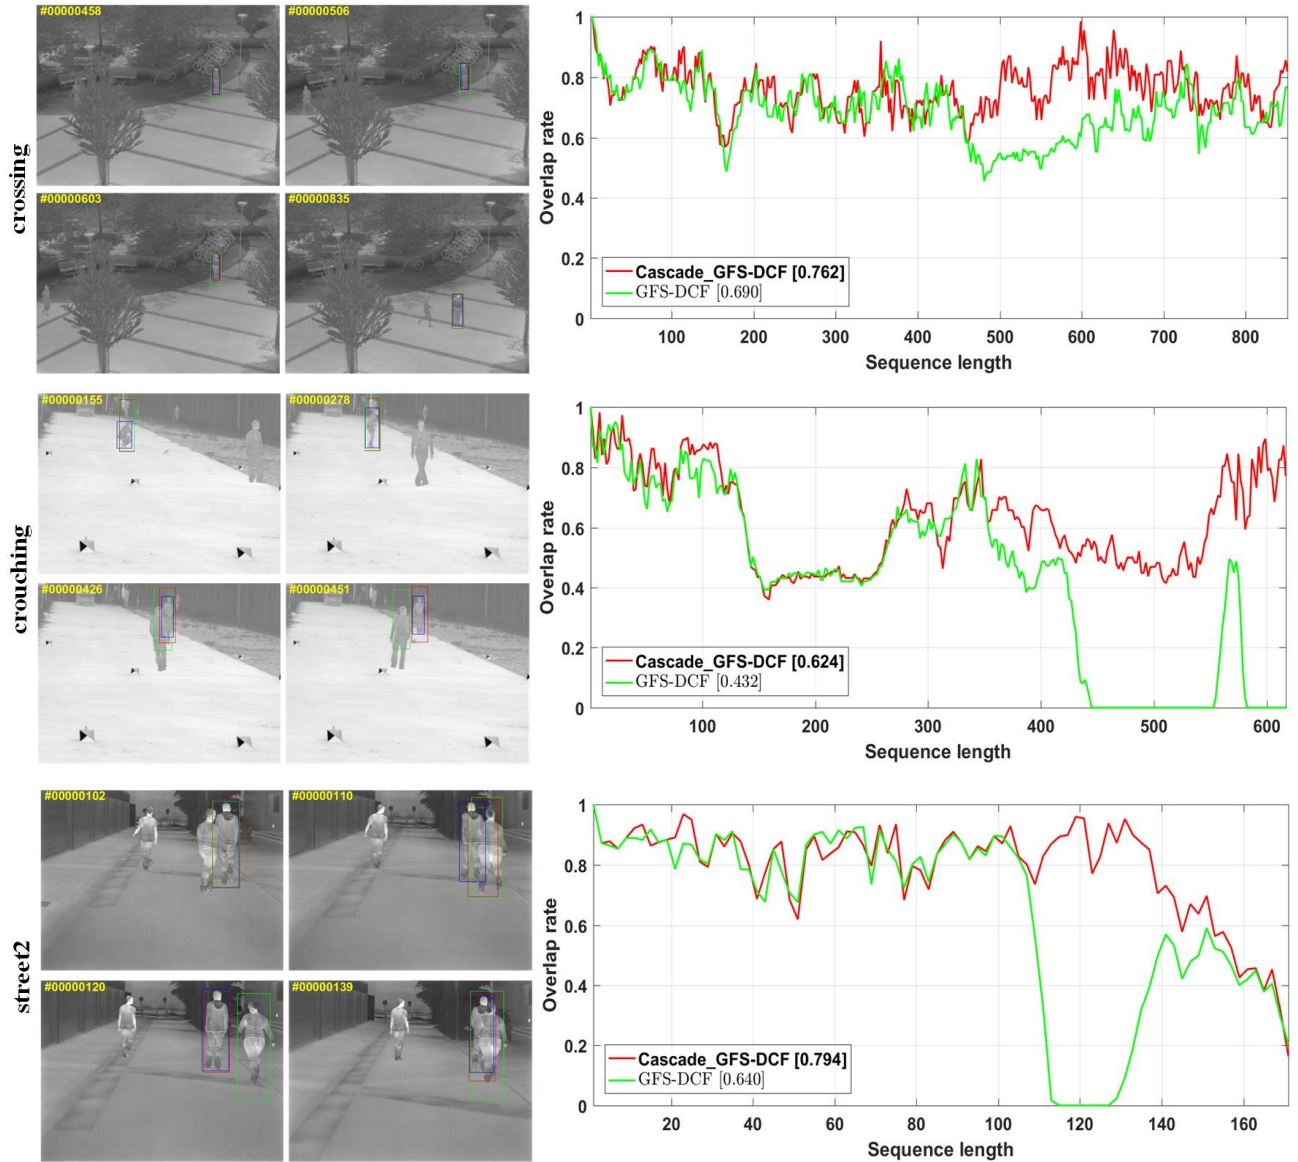 crossing
#00000458
#00000506
#00000603
#00000835
1
0.8
0.6
0.4
0.2
0
Overlap rate
Cascade_GFS-DCF [0.762]
GFS-DCF [0.690]
100 200 300 400 500 600 700 800
Sequence length
crouching
#00000155
#00000278
#00000426
#00000451
1
0.8
0.6
0.4
0.2
0
Overlap rate
Cascade_GFS-DCF [0.624]
GFS-DCF [0.432]
100 200 300 400 500 600
Sequence length
street2
#00000102
#00000110
#00000120
#00000139
1
0.8
0.6
0.4
0.2
0
Overlap rate
Cascade_GFS-DCF [0.794]
GFS-DCF [0.640]
20 40 60 80 100 120 140 160
Sequence length